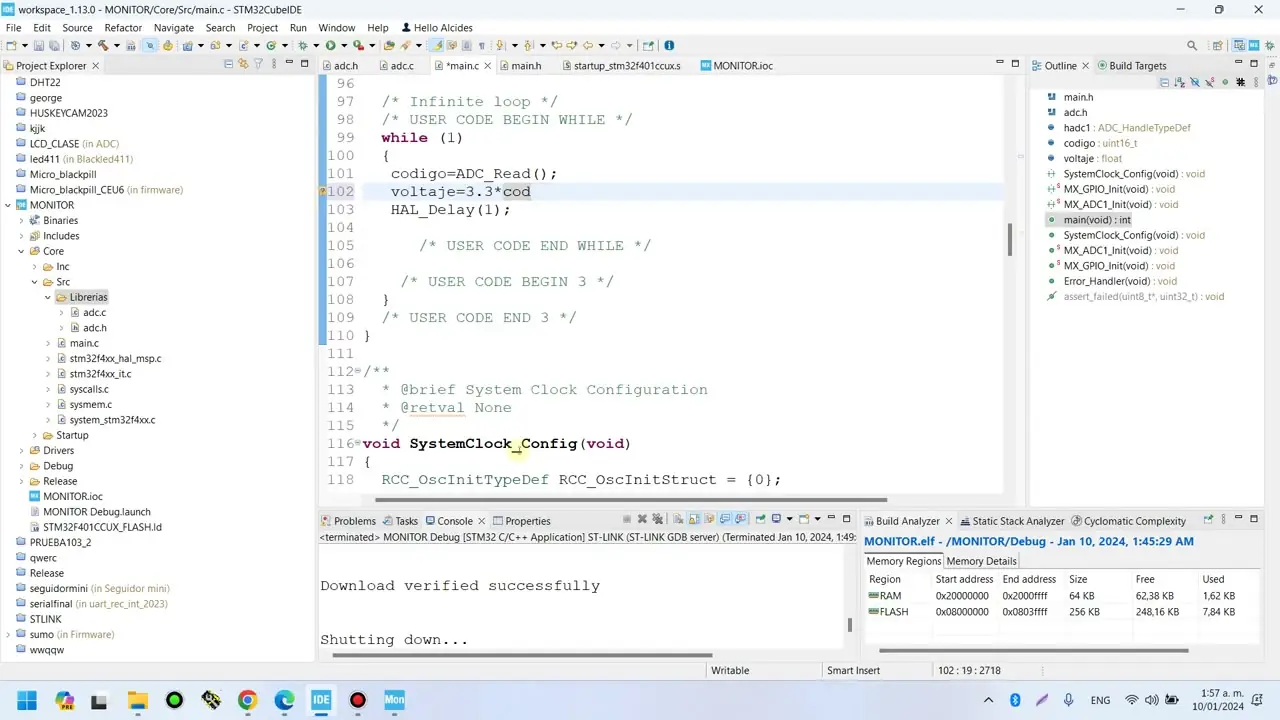 workspace_1.13.0 - MONITOR/Core/Src/main.c - STM32CubeIDE
File Edit Source Refactor Navigate Search Project Run Window Help Hello Alcides
Project Explorer
DHT22
george
HUSKEYCAM2023
kjjk
LCD_CLASE (in ADC)
led411 (in Blackled411)
Micro_blackpill
Micro_blackpill_CEU6 (in firmware)
MONITOR
Binaries
Includes
Core
Inc
Src
Librerias
adc.c
adc.h
main.c
stm32f4xx_hal_msp.c
stm32f4xx_it.c
syscalls.c
sysmem.c
system_stm32f4xx.c
Startup
Drivers
Debug
Release
MONITOR.ioc
MONITOR Debug.launch
STM32F401CCUX_FLASH.ld
PRUEBA103_2
qwerc
Release
seguidormini (in Seguidor mini)
serialfinal (in uart_rec_int_2023)
STLINK
sumo (in Firmware)
wwqqw
adc.h adc.c *main.c main.h startup_stm32f401ccux.s MONITOR.ioc
96
97 /* Infinite loop */
98 /* USER CODE BEGIN WHILE */
99 while (1)
100 {
101 codigo=ADC_Read();
102 voltaje=3.3*cod
103 HAL_Delay(1);
104
105 /* USER CODE END WHILE */
106
107 /* USER CODE BEGIN 3 */
108 }
109 /* USER CODE END 3 */
110 }
111
112 /**
113 * @brief System Clock Configuration
114 * @retval None
115 */
116 void SystemClock_Config(void)
117 {
118 RCC_OscInitTypeDef RCC_OscInitStruct = {0};
Outline Build Targets
main.h
adc.h
hadc1 : ADC_HandleTypeDef
codigo : uint16_t
voltaje : float
SystemClock_Config(void) : void
MX_GPIO_Init(void) : void
MX_ADC1_Init(void) : void
main(void) : int
SystemClock_Config(void) : void
MX_ADC1_Init(void) : void
MX_GPIO_Init(void) : void
Error_Handler(void) : void
assert_failed(uint8_t*, uint32_t) : void
Problems Tasks Console Properties
<terminated> MONITOR Debug [STM32 C/C++ Application] ST-LINK (ST-LINK GDB server) (Terminated Jan 10, 2024, 1:49:
Download verified successfully
Shutting down...
Build Analyzer Static Stack Analyzer Cyclomatic Complexity
MONITOR.elf - /MONITOR/Debug - Jan 10, 2024, 1:45:29 AM
Memory Regions Memory Details
Region Start address End address Size Free Used
RAM 0x20000000 0x2000ffff 64 KB 62,38 KB 1,62 KB
FLASH 0x08000000 0x0803ffff 256 KB 248,16 KB 7,84 KB
Writable Smart Insert 102 : 19 : 2718
IDE Mon ENG 1:57 a. m.
10/01/2024